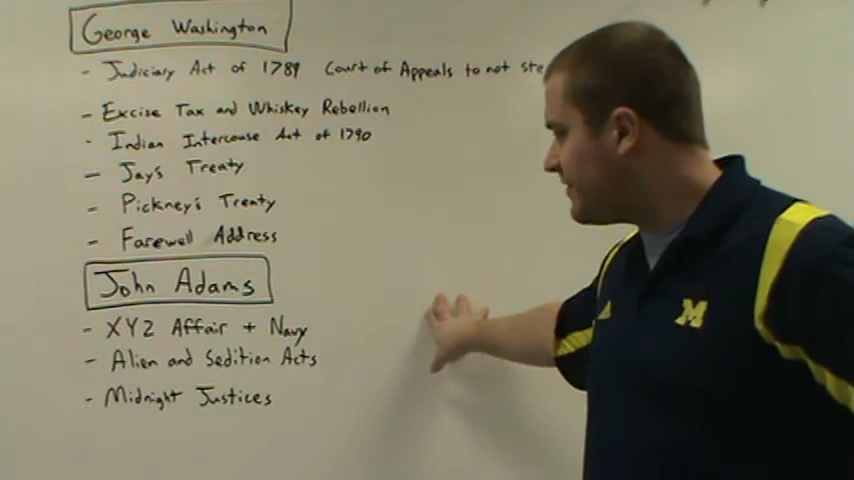 George Washington
- Judiciary Act of 1789 Court of Appeals to not ste
- Excise Tax and Whiskey Rebellion
- Indian Intercouse Act of 1790
- Jay's Treaty
- Pickney's Treaty
- Farewell Address
John Adams
- XYZ Affair + Navy
- Alien and Sedition Acts
- Midnight Justices
M